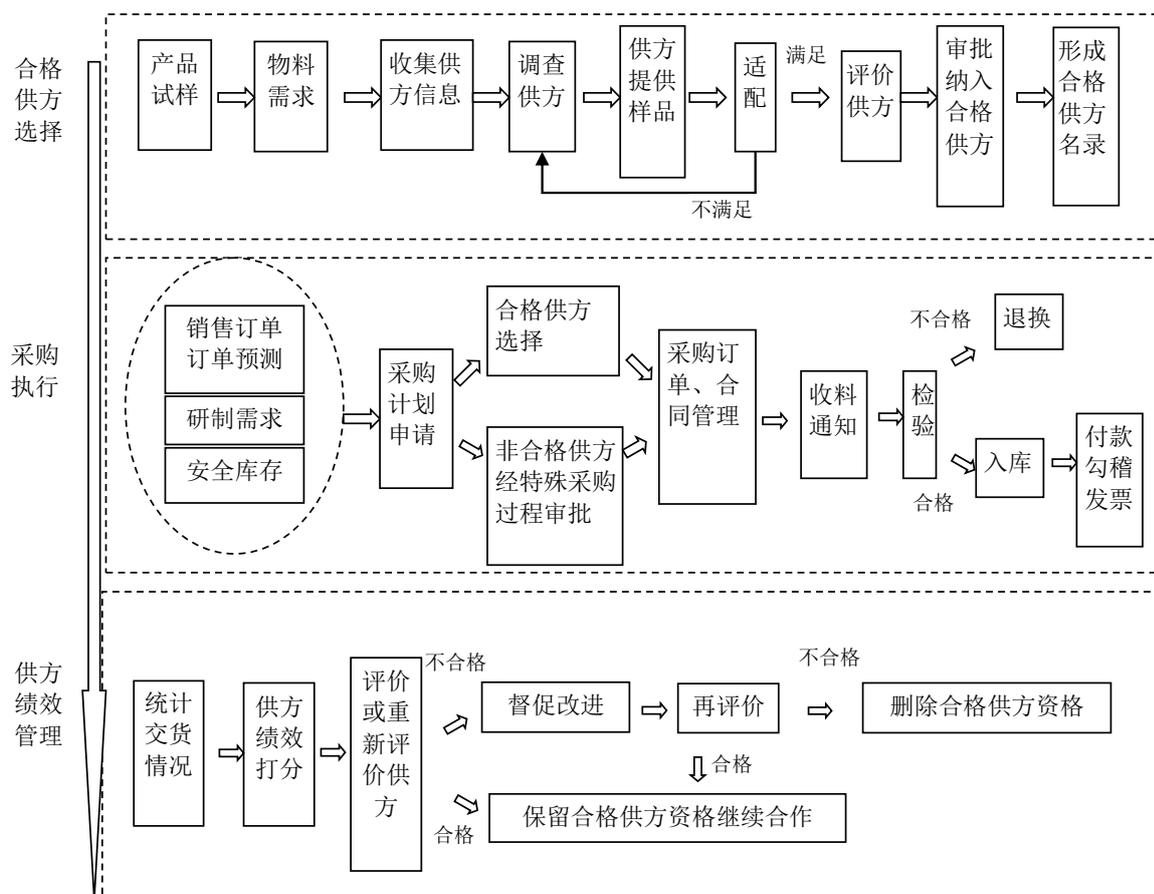 合格
供方
选择
产品
试样
物料
需求
收集供
方信息
调查
供方
供方
提供
样品
适
配
满足
不满足
评价
供方
审批
纳入
合格
供方
形成
合格
供方
名录
采购
执行
销售订单
订单预测
研制需求
安全库存
采购
计划
申请
合格供方
选择
非合格供方
经特殊采购
过程审批
采购订
单、合
同管理
收料
通知
检
验
不合格
退换
合格
入库
付款
勾稽
发票
供方
绩效
管理
统计
交货
情况
供方
绩效
打分
评价
或重
新评
价供
方
不合格
督促改进
再评价
不合格
删除合格供方资格
合格
合格
保留合格供方资格继续合作